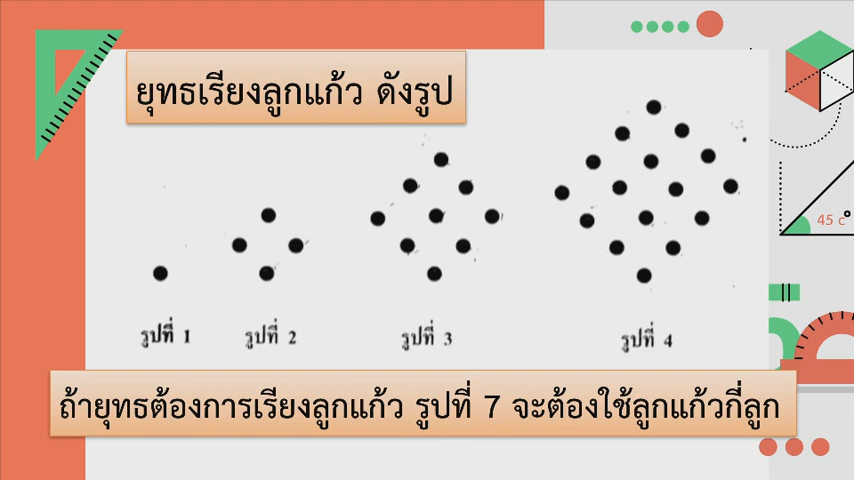 ยุทธเรียงลูกแก้ว ดังรูป
รูปที่ 1 รูปที่ 2 รูปที่ 3 รูปที่ 4
ถ้ายุทธต้องการเรียงลูกแก้ว รูปที่ 7 จะต้องใช้ลูกแก้วกี่ลูก
45 c°